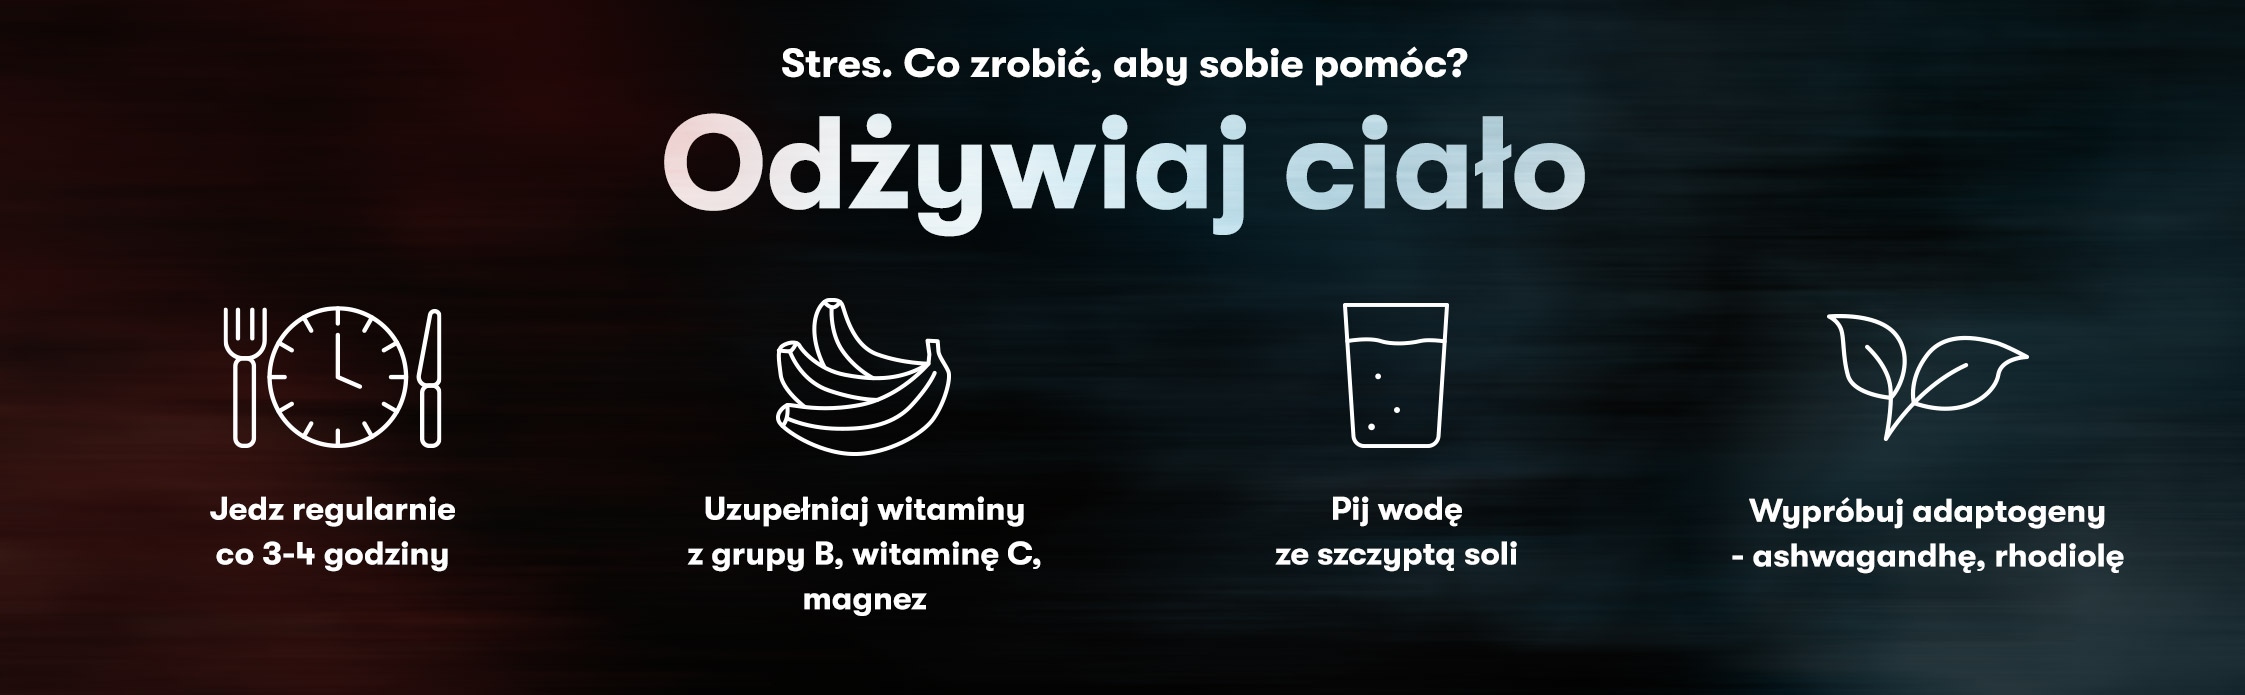 Stres. Co zrobić, aby sobie pomóc?
Odżywiaj ciało
Jedz regularnie
co 3-4 godziny
Uzupełniaj witaminy
z grupy B, witaminę C,
magnez
Pij wodę
ze szczyptą soli
Wypróbuj adaptogeny
- ashwagandhę, rhodiolę